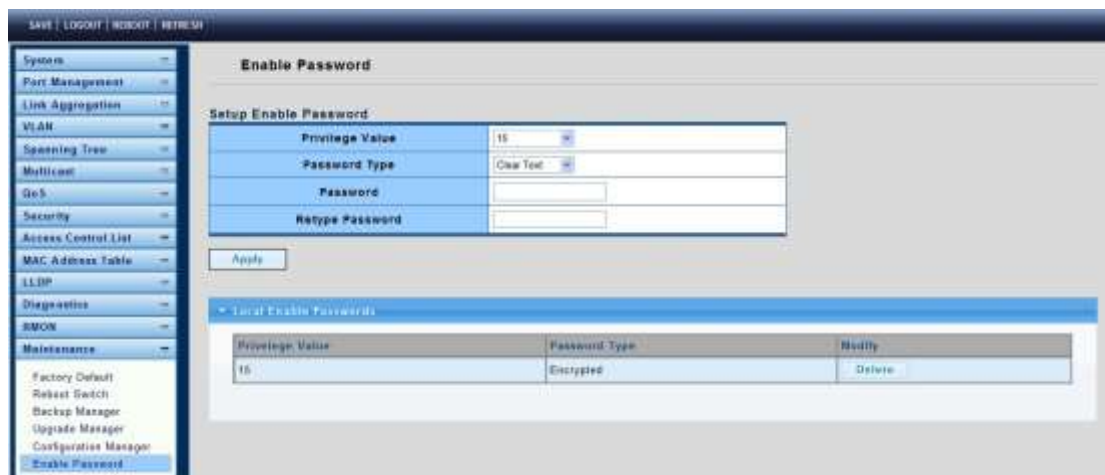 SAVE | LOGOUT | REBOOT | REFRESH
System
Port Management
Link Aggregation
VLAN
Spanning Tree
Multicast
QoS
Security
Access Control List
MAC Address Table
LLDP
Diagnostics
RMON
Maintenance
Factory Default
Reboot Switch
Backup Manager
Upgrade Manager
Configuration Manager
Enable Password
Enable Password
Setup Enable Password
Privilege Value 15
Password Type Clear Text
Password
Retype Password
Apply
Local Enable Passwords
Privelege Value Password Type Modify
15 Encrypted Delete